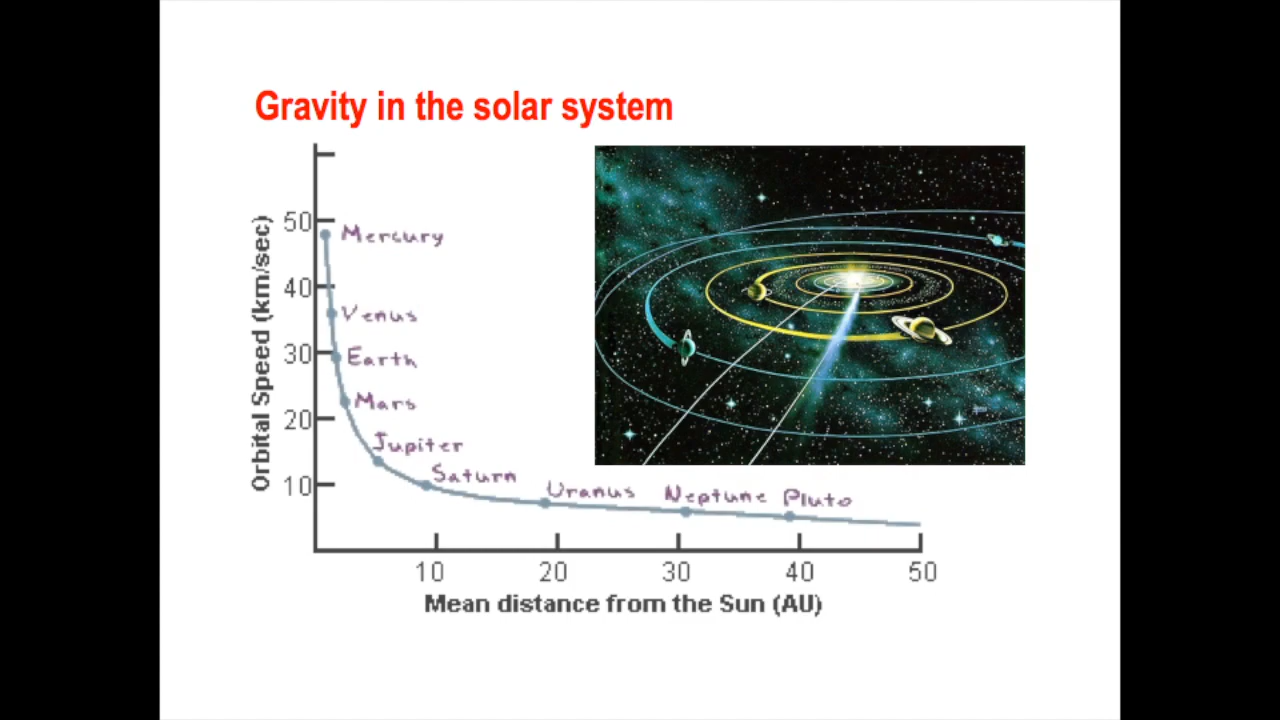 Gravity in the solar system
Orbital Speed (km/sec)
50
40
30
20
10
Mercury
Venus
Earth
Mars
Jupiter
Saturn
Uranus
Neptune
Pluto
10 20 30 40 50
Mean distance from the Sun (AU)